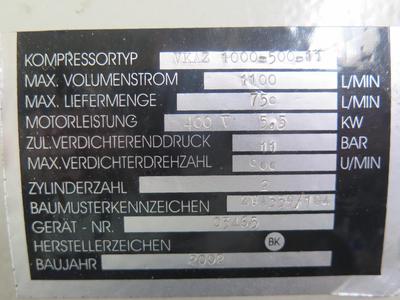 KOMPRESSORTYP VKAZ 1000-500-11
MAX. VOLUMENSTROM 1100 L/MIN
MAX. LIEFERMENGE 750 L/MIN
MOTORLEISTUNG 400 V 5.5 KW
ZUL.VERDICHTERENDDRUCK 11 BAR
MAX.VERDICHTERDREHZAHL 900 U/MIN
ZYLINDERZAHL 2
BAUMUSTERKENNZEICHEN
GERÄT - NR.
HERSTELLERZEICHEN BK
BAUJAHR 2002